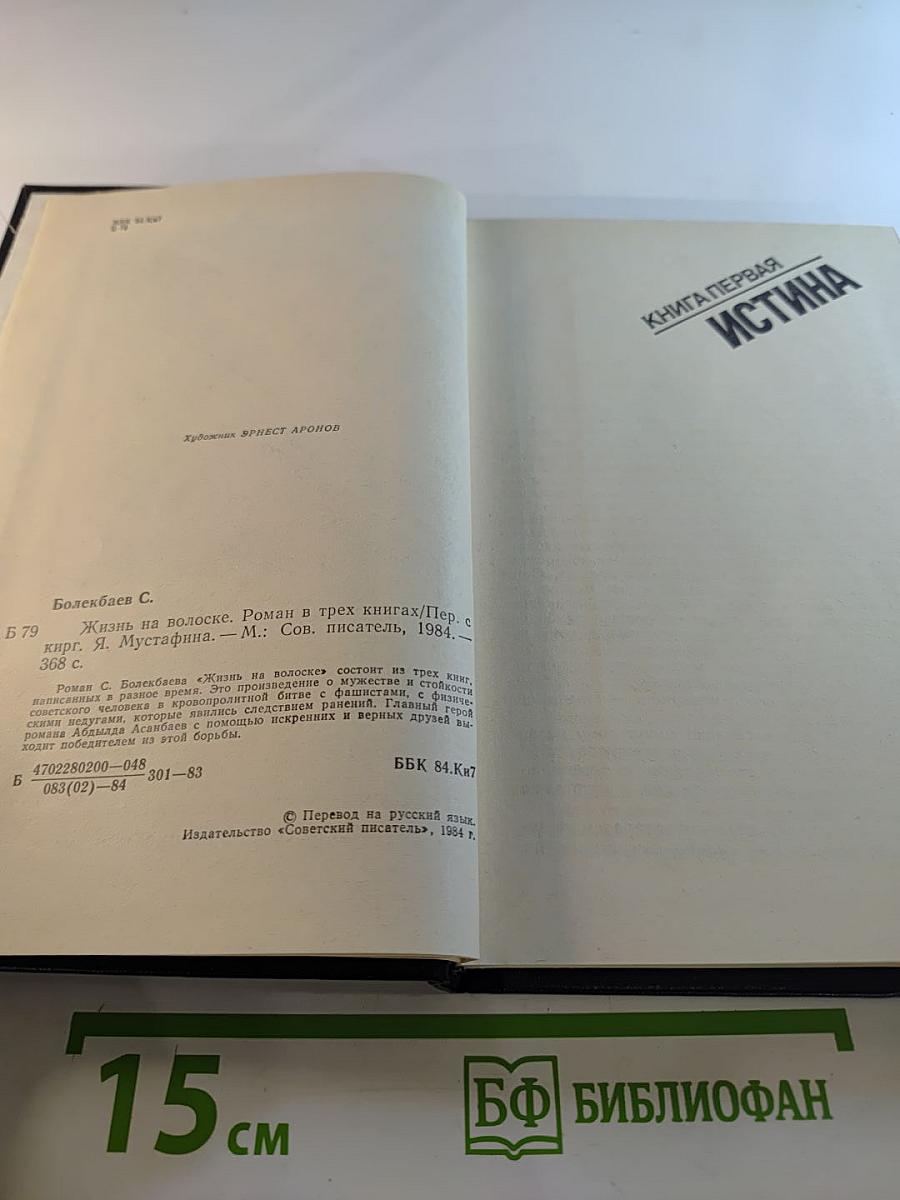 ББК 84.Ки7
Б 79
Художник ЭРНЕСТ АРОНОВ
Болекбаев С.
Б 79 Жизнь на волоске. Роман в трех книгах/Пер. с
кирг. Я. Мустафина. — М.: Сов. писатель, 1984.—
368 с.
Роман С. Болекбаева «Жизнь на волоске» состоит из трех книг,
написанных в разное время. Это произведение о мужестве и стойкости
советского человека в кровопролитной битве с фашистами, с физиче-
скими недугами, которые явились следствием ранений. Главный герой
романа Абдылда Асанбаев с помощью искренних и верных друзей вы-
ходит победителем из этой борьбы.
Б 4702280200—048 301—83
083(02)—84
ББК 84.Ки7
© Перевод на русский язык.
Издательство «Советский писатель», 1984 г.
КНИГА ПЕРВАЯ
ИСТИНА
15 см
БФ БИБЛИОФАН